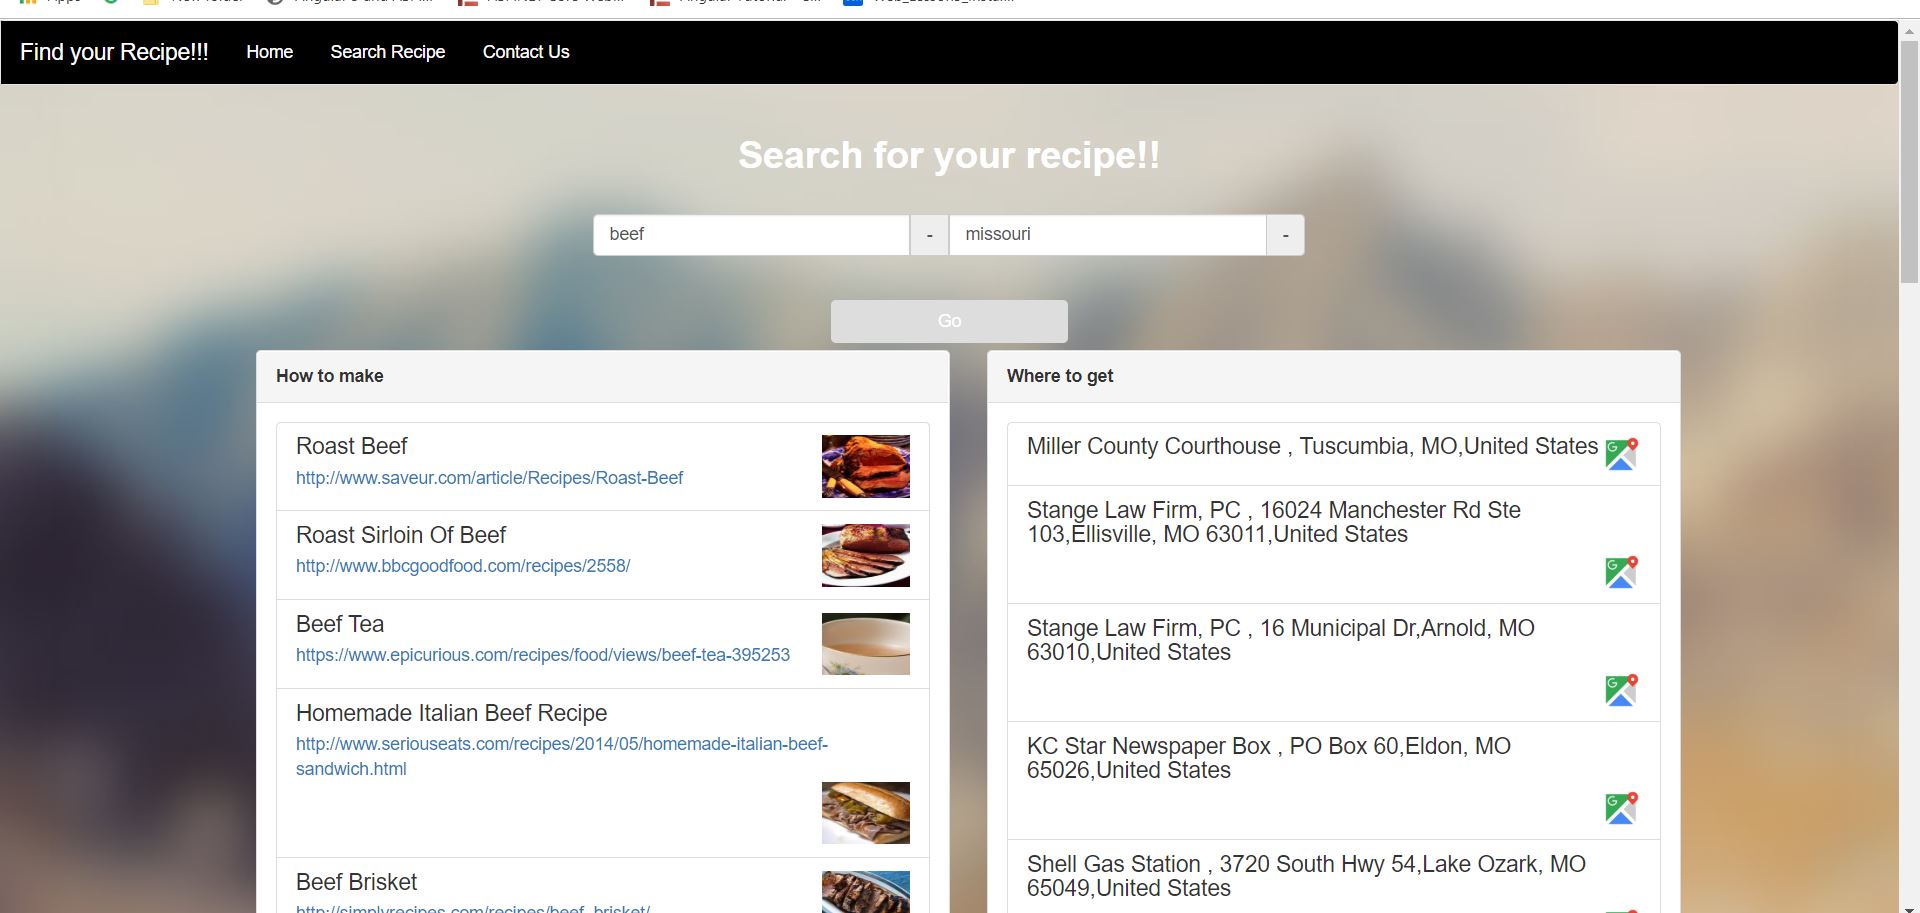 Apps
Find your Recipe!!! Home Search Recipe Contact Us
Search for your recipe!!
beef - missouri -
Go
How to make
Roast Beef
http://www.saveur.com/article/Recipes/Roast-Beef
Roast Sirloin Of Beef
http://www.bbcgoodfood.com/recipes/2558/
Beef Tea
https://www.epicurious.com/recipes/food/views/beef-tea-395253
Homemade Italian Beef Recipe
http://www.seriouseats.com/recipes/2014/05/homemade-italian-beef-
sandwich.html
Beef Brisket
http://simplyrecipes.com/recipes/beef_brisket/
Where to get
Miller County Courthouse , Tuscumbia, MO,United States
Stange Law Firm, PC , 16024 Manchester Rd Ste
103,Ellisville, MO 63011,United States
Stange Law Firm, PC , 16 Municipal Dr,Arnold, MO
63010,United States
KC Star Newspaper Box , PO Box 60,Eldon, MO
65026,United States
Shell Gas Station , 3720 South Hwy 54,Lake Ozark, MO
65049,United States